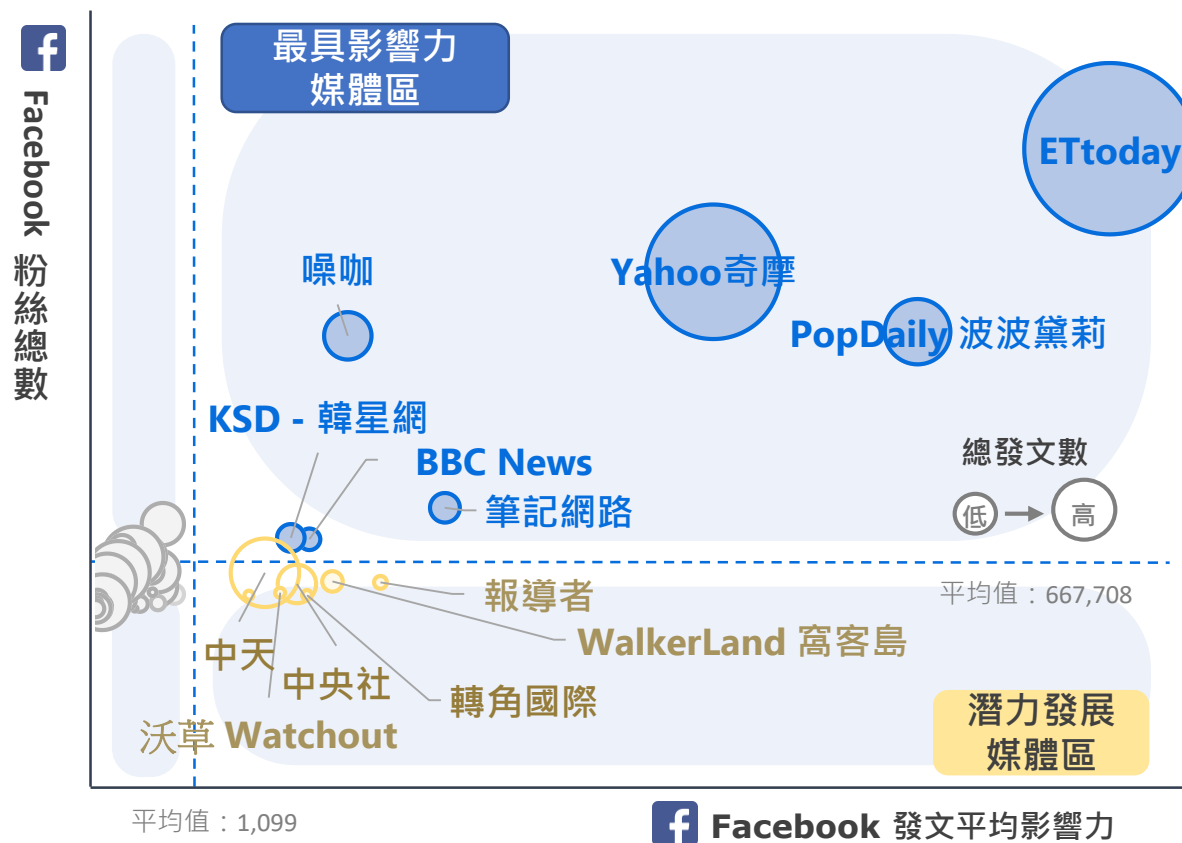 最具影響力
媒體區
Facebook 粉絲總數
ETtoday
噪咖
Yahoo奇摩
PopDaily 波波黛莉
KSD - 韓星網
BBC News
筆記網路
總發文數
低
高
平均值：667,708
報導者
WalkerLand 窩客島
中天
中央社
轉角國際
沃草 Watchout
潛力發展
媒體區
平均值：1,099
Facebook 發文平均影響力